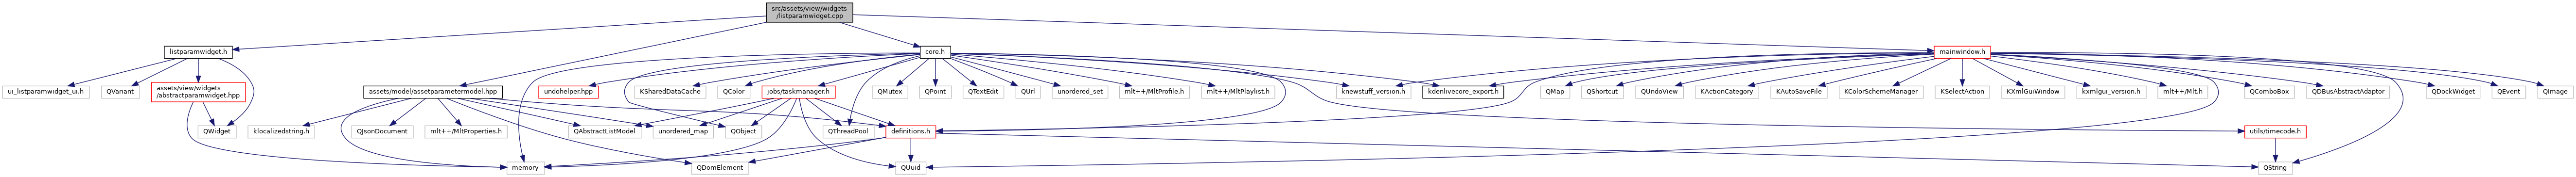 src/assets/view/widgets
/listparamwidget.cpp
listparamwidget.h
core.h
mainwindow.h
ui_listparamwidget_ui.h
QVariant
assets/view/widgets
/abstractparamwidget.hpp
assets/model/assetparametermodel.hpp
undohelper.hpp
KSharedDataCache
QColor
jobs/taskmanager.h
QMutex
QPoint
QTextEdit
QUrl
unordered_set
mlt++/MltProfile.h
mlt++/MltPlaylist.h
knewstuff_version.h
kdenlivecore_export.h
QMap
QShortcut
QUndoView
KActionCategory
KAutoSaveFile
KColorSchemeManager
KSelectAction
KXmlGuiWindow
kxmlgui_version.h
mlt++/Mlt.h
QComboBox
QDBusAbstractAdaptor
QDockWidget
QEvent
QImage
QWidget
klocalizedstring.h
QJsonDocument
mlt++/MltProperties.h
QAbstractListModel
unordered_map
QObject
QThreadPool
definitions.h
utils/timecode.h
memory
QDomElement
QUuid
QString